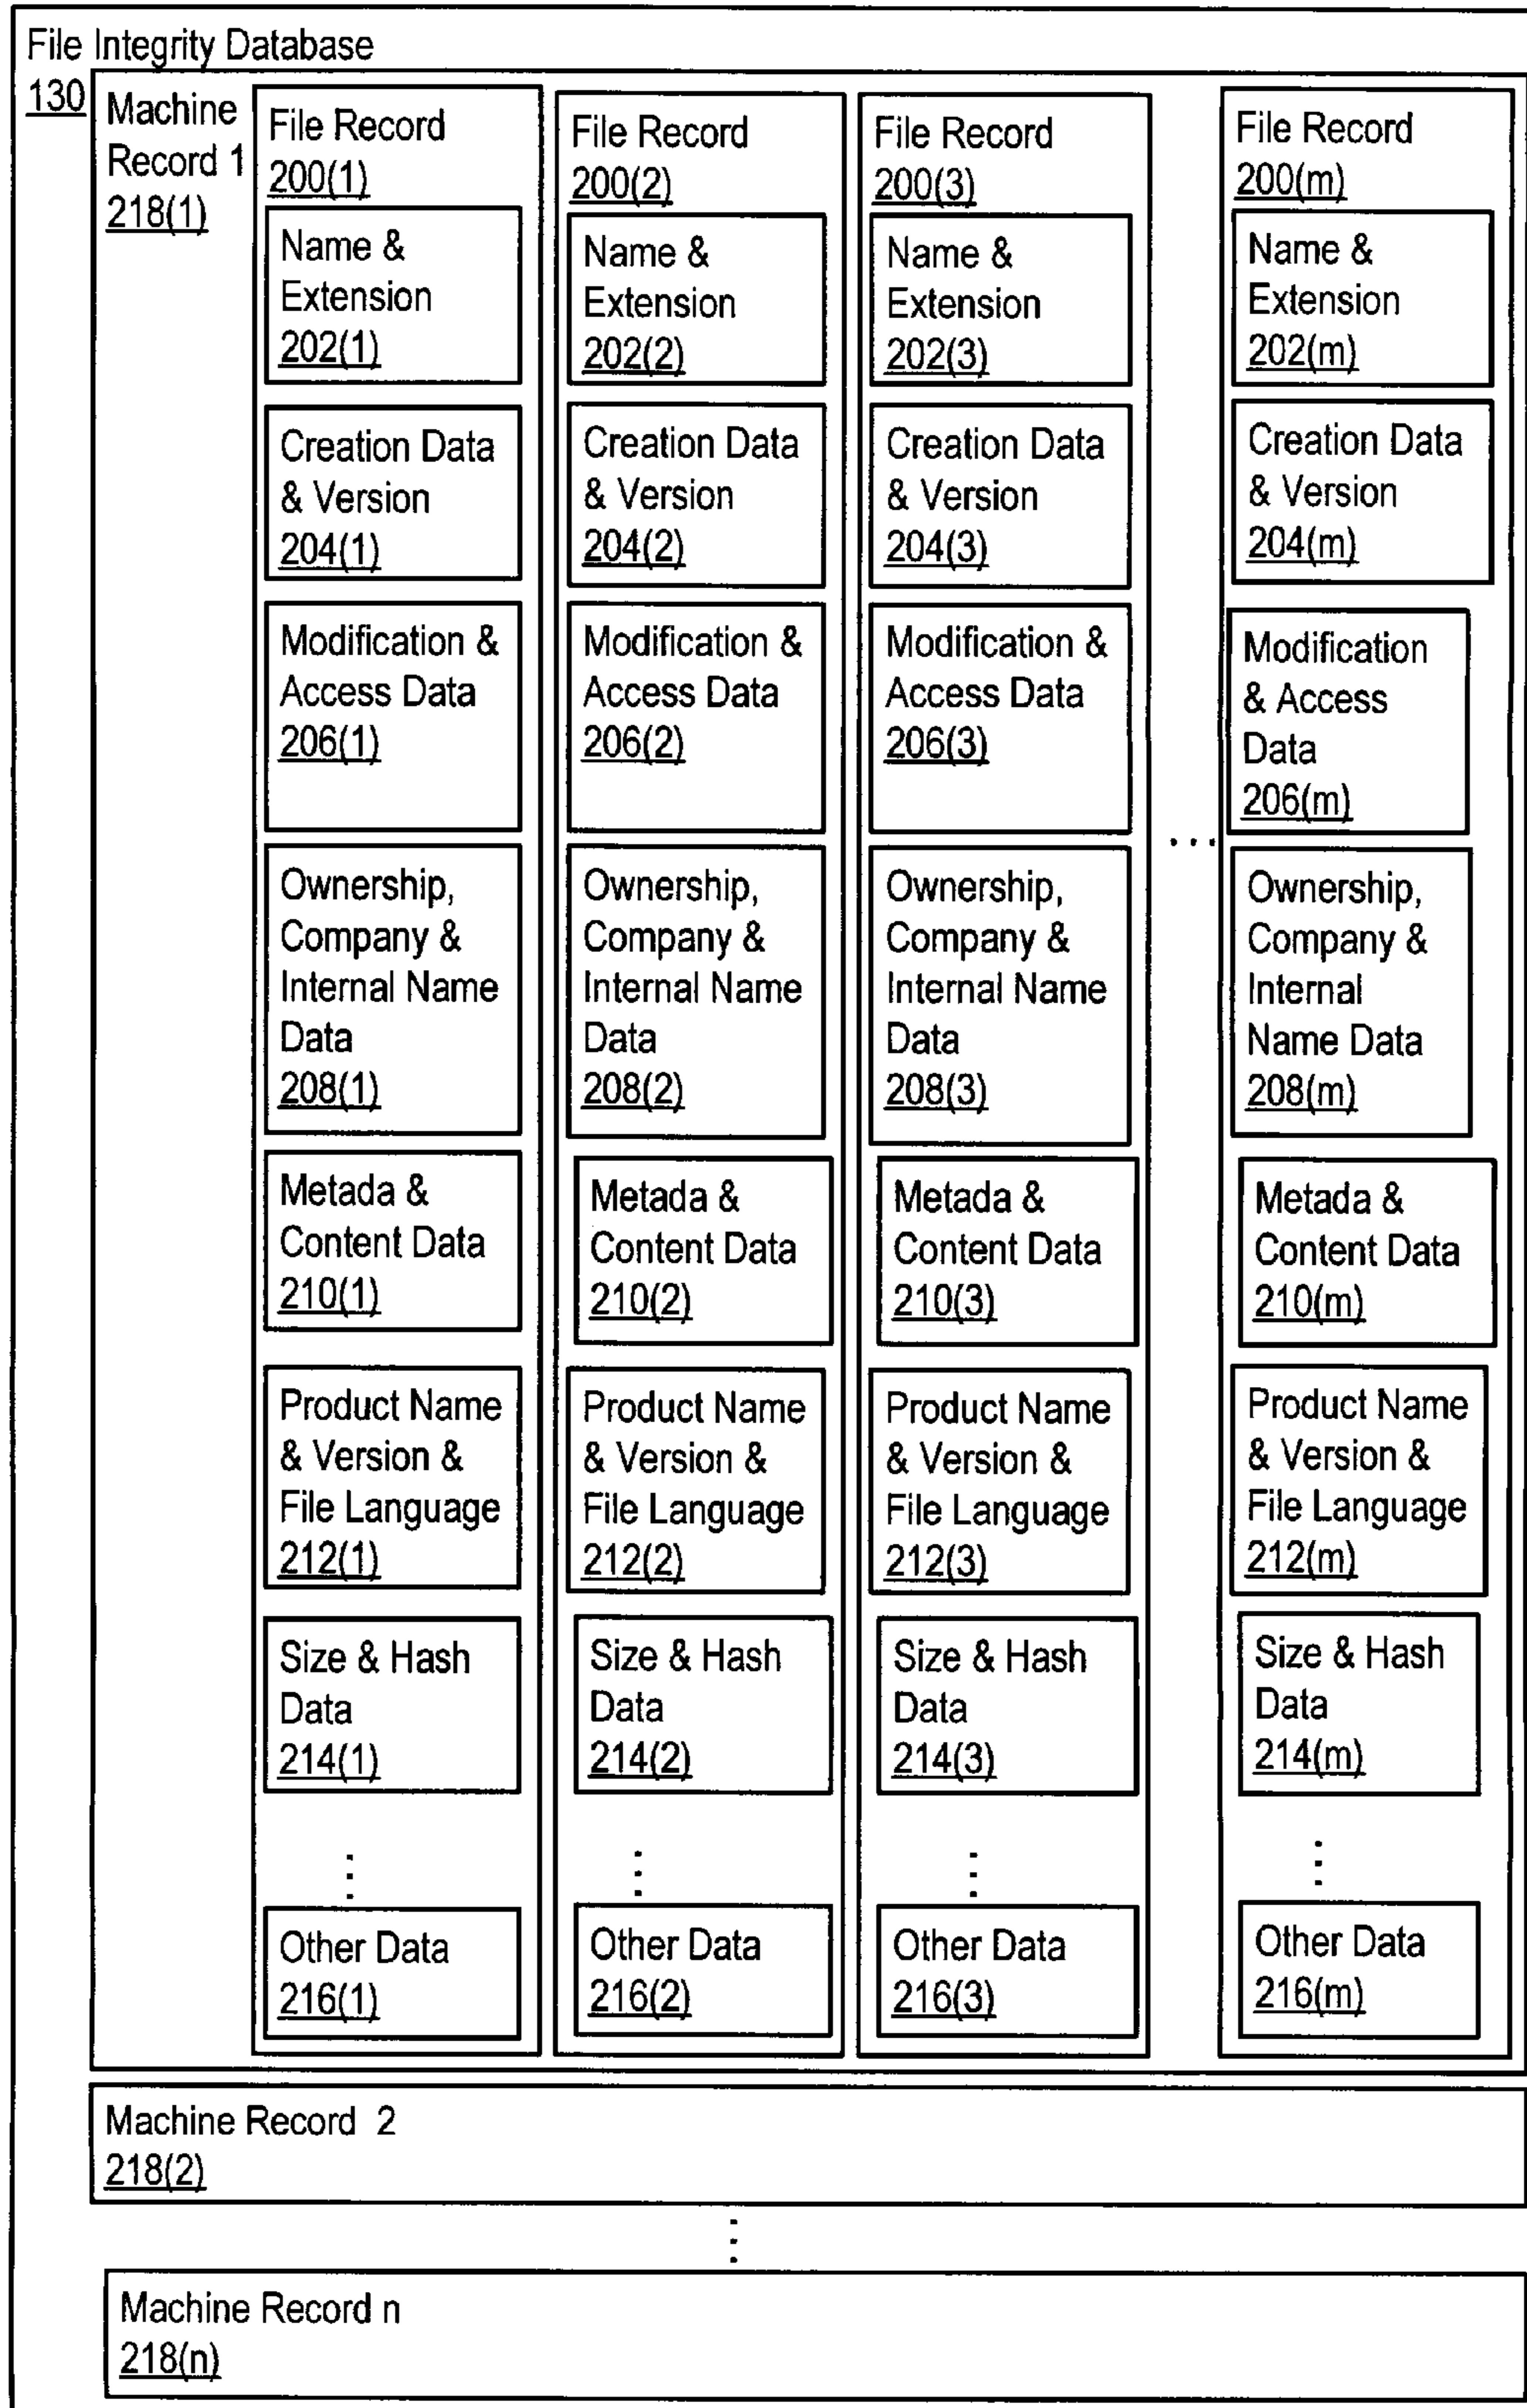 File Integrity Database
130
Machine
Record 1
218(1)
File Record
200(1)
Name &
Extension
202(1)
Creation Data
& Version
204(1)
Modification &
Access Data
206(1)
Ownership,
Company &
Internal Name
Data
208(1)
Metada &
Content Data
210(1)
Product Name
& Version &
File Language
212(1)
Size & Hash
Data
214(1)
⋮
Other Data
216(1)
File Record
200(2)
Name &
Extension
202(2)
Creation Data
& Version
204(2)
Modification &
Access Data
206(2)
Ownership,
Company &
Internal Name
Data
208(2)
Metada &
Content Data
210(2)
Product Name
& Version &
File Language
212(2)
Size & Hash
Data
214(2)
⋮
Other Data
216(2)
File Record
200(3)
Name &
Extension
202(3)
Creation Data
& Version
204(3)
Modification &
Access Data
206(3)
Ownership,
Company &
Internal Name
Data
208(3)
Metada &
Content Data
210(3)
Product Name
& Version &
File Language
212(3)
Size & Hash
Data
214(3)
⋮
Other Data
216(3)
...
File Record
200(m)
Name &
Extension
202(m)
Creation Data
& Version
204(m)
Modification
& Access
Data
206(m)
Ownership,
Company &
Internal
Name Data
208(m)
Metada &
Content Data
210(m)
Product Name
& Version &
File Language
212(m)
Size & Hash
Data
214(m)
⋮
Other Data
216(m)
Machine Record 2
218(2)
⋮
Machine Record n
218(n)